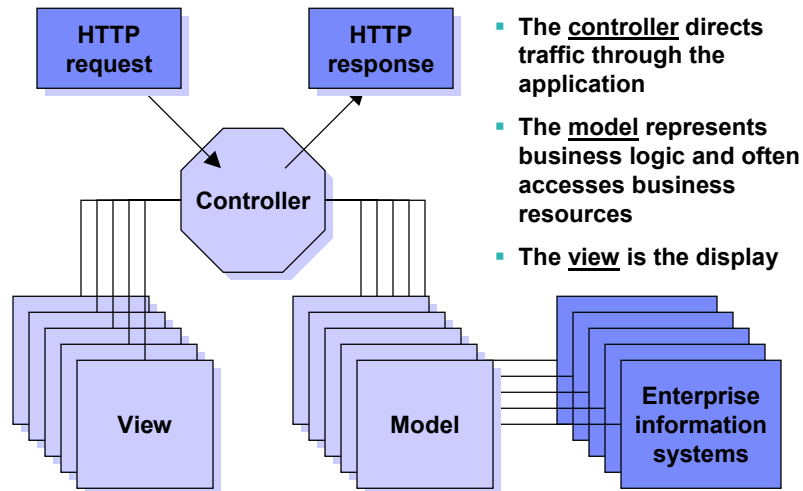 HTTP
request
HTTP
response
▪ The controller directs
traffic through the
application
▪ The model represents
business logic and often
accesses business
resources
▪ The view is the display
Controller
View
Model
Enterprise
information
systems